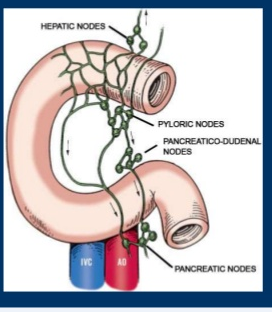 HEPATIC NODES
PYLORIC NODES
PANCREATICO-DUDENAL
NODES
IVC
AO
PANCREATIC NODES